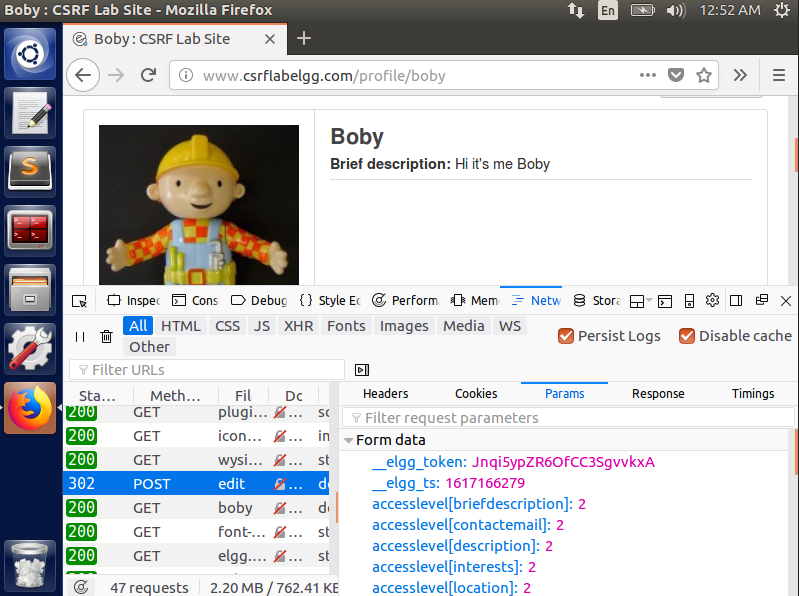 CSRF Lab Site - Mozilla Firefox
En
12:52 AM
Boby : CSRF Lab Site
www.csrflabelgg.com/profile/boby
Boby
Brief description: Hi it's me Boby
Inspec
Cons
Debug
Style Ec
Perform
Mem
Netw
Stora
All HTML CSS JS XHR Fonts Images Media WS
Persist Logs
Disable cache
Other
Filter URLs
Sta... Meth... Fil Dc
200 GET plugi... sc
200 GET icon... in
200 GET wysi... st
302 POST edit dc
200 GET boby dc
200 GET font-... st
200 GET elgg.... st
47 requests
2.20 MB / 762.41 KB
Headers Cookies Params Response Timings
Filter request parameters
Form data
__elgg_token: Jnqi5ypZR6OfCC3SgvvkxA
__elgg_ts: 1617166279
accesslevel[briefdescription]: 2
accesslevel[contactemail]: 2
accesslevel[description]: 2
accesslevel[interests]: 2
accesslevel[location]: 2